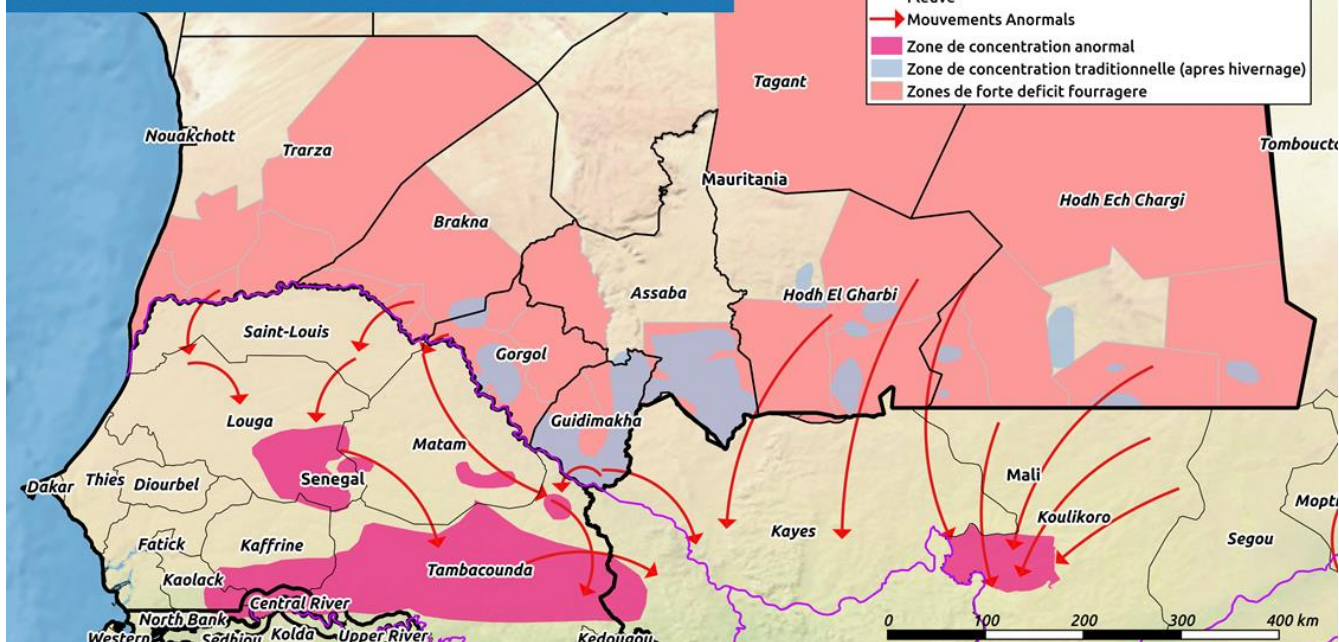 Mouvements Anormals
Zone de concentration anormal
Zone de concentration traditionnelle (apres hivernage)
Zones de forte deficit fourragere
Tagant
Nouakchott
Trarza
Mauritania
Hodh Ech Chargi
Brakna
Assaba
Hodh El Gharbi
Saint-Louis
Gorgol
Guidimakha
Louga
Matam
Senegal
Mali
Dakar
Thies
Diourbel
Kayes
Koulikoro
Segou
Fatick
Kaffrine
Kaolack
Tambacounda
Central River
North Bank
Kolda
Upper River
0 100 200 300 400 km